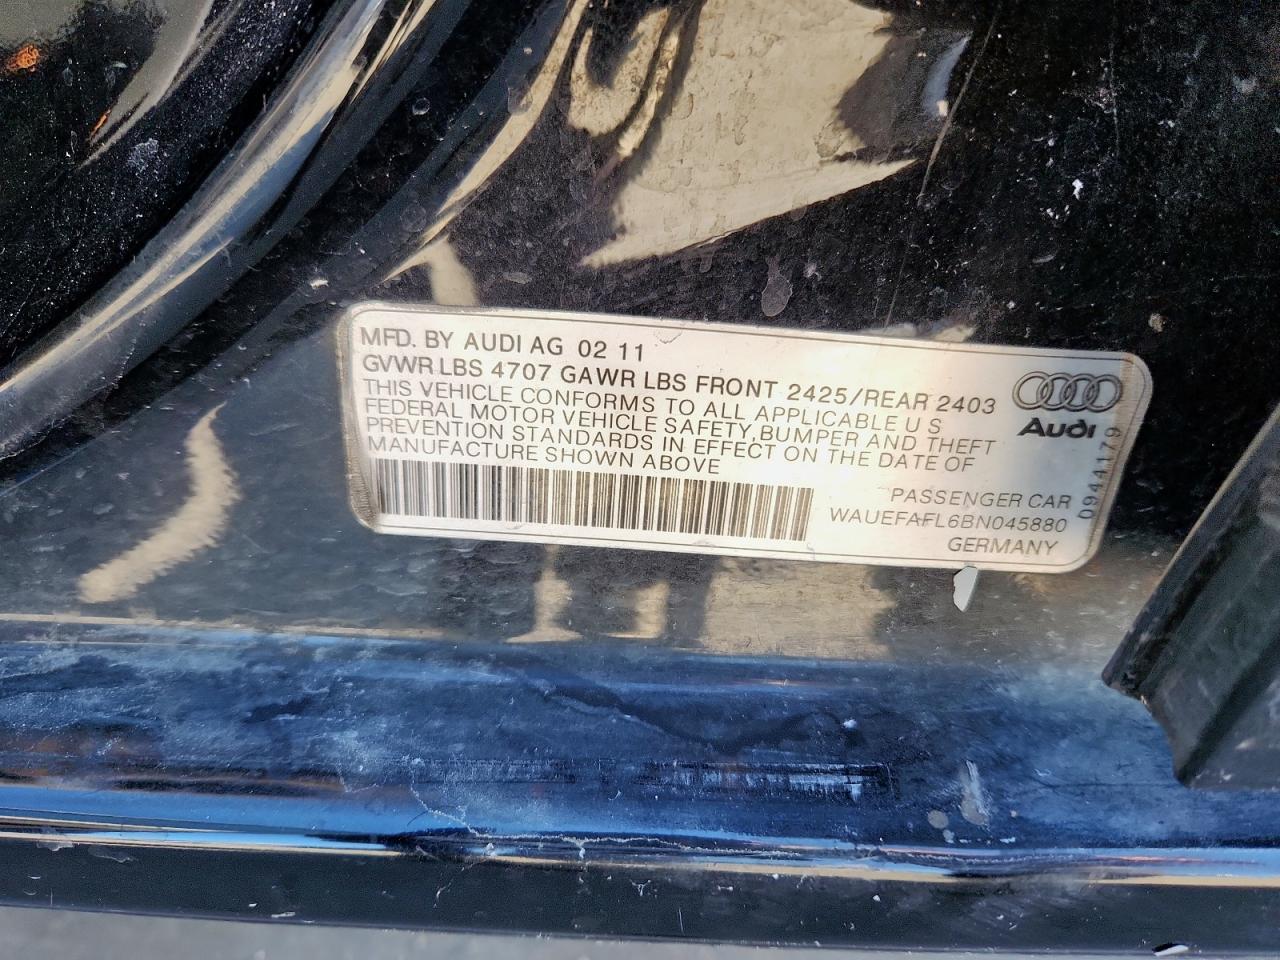 MFD. BY AUDI AG 02 11
GVWR LBS 4707 GAWR LBS FRONT 2425/REAR 2403
THIS VEHICLE CONFORMS TO ALL APPLICABLE U S
FEDERAL MOTOR VEHICLE SAFETY, BUMPER AND THEFT
PREVENTION STANDARDS IN EFFECT ON THE DATE OF
MANUFACTURE SHOWN ABOVE
Audi
0944179
PASSENGER CAR
WAUEFAFL6BN045880
GERMANY